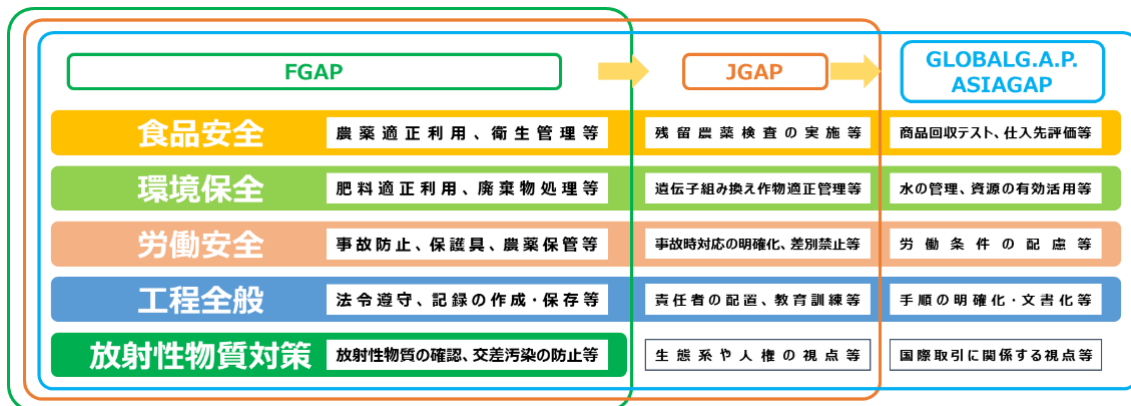 FGAP
JGAP
GLOBALG.A.P.
ASIAGAP
食品安全 農薬適正利用、衛生管理等 残留農薬検査の実施等 商品回収テスト、仕入先評価等
環境保全 肥料適正利用、廃棄物処理等 遺伝子組み換え作物適正管理等 水の管理、資源の有効活用等
労働安全 事故防止、保護具、農薬保管等 事故時対応の明確化、差別禁止等 労働条件の配慮等
工程全般 法令遵守、記録の作成・保存等 責任者の配置、教育訓練等 手順の明確化・文書化等
放射性物質対策 放射性物質の確認、交差汚染の防止等 生態系や人権の視点等 国際取引に関係する視点等